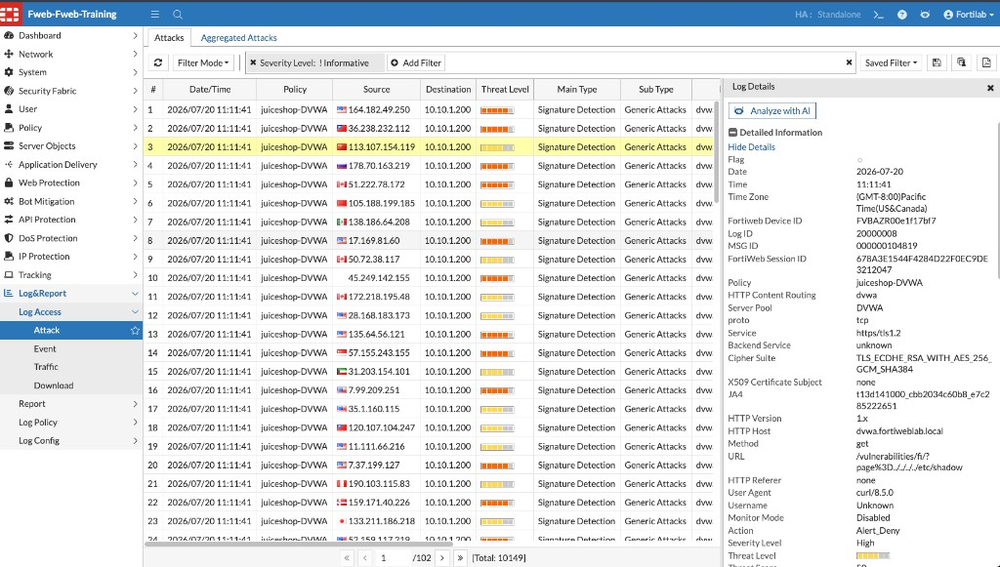 Fweb-Fweb-Training
HA: Standalone
Fortilab
Dashboard
Network
System
Security Fabric
User
Policy
Server Objects
Application Delivery
Web Protection
Bot Mitigation
API Protection
DoS Protection
IP Protection
Tracking
Log&Report
Log Access
Attack
Event
Traffic
Download
Report
Log Policy
Log Config
Attacks
Aggregated Attacks
Filter Mode
Severity Level: ! Informative
Add Filter
Saved Filter
# Date/Time Policy Source Destination Threat Level Main Type Sub Type
1 2026/07/20 11:11:41 juiceshop-DVWA 164.182.49.250 10.10.1.200 Signature Detection Generic Attacks dvw
2 2026/07/20 11:11:41 juiceshop-DVWA 36.238.232.112 10.10.1.200 Signature Detection Generic Attacks dvw
3 2026/07/20 11:11:41 juiceshop-DVWA 113.107.154.119 10.10.1.200 Signature Detection Generic Attacks dvw
4 2026/07/20 11:11:41 juiceshop-DVWA 178.70.163.219 10.10.1.200 Signature Detection Generic Attacks dvw
5 2026/07/20 11:11:41 juiceshop-DVWA 51.222.78.172 10.10.1.200 Signature Detection Generic Attacks dvw
6 2026/07/20 11:11:41 juiceshop-DVWA 105.188.199.185 10.10.1.200 Signature Detection Generic Attacks dvw
7 2026/07/20 11:11:41 juiceshop-DVWA 138.186.64.208 10.10.1.200 Signature Detection Generic Attacks dvw
8 2026/07/20 11:11:41 juiceshop-DVWA 17.169.81.60 10.10.1.200 Signature Detection Generic Attacks dvw
9 2026/07/20 11:11:41 juiceshop-DVWA 50.72.38.117 10.10.1.200 Signature Detection Generic Attacks dvw
10 2026/07/20 11:11:41 juiceshop-DVWA 45.249.142.155 10.10.1.200 Signature Detection Generic Attacks dvw
11 2026/07/20 11:11:41 juiceshop-DVWA 172.218.195.48 10.10.1.200 Signature Detection Generic Attacks dvw
12 2026/07/20 11:11:41 juiceshop-DVWA 28.168.183.173 10.10.1.200 Signature Detection Generic Attacks dvw
13 2026/07/20 11:11:41 juiceshop-DVWA 135.64.56.121 10.10.1.200 Signature Detection Generic Attacks dvw
14 2026/07/20 11:11:41 juiceshop-DVWA 57.155.243.155 10.10.1.200 Signature Detection Generic Attacks dvw
15 2026/07/20 11:11:41 juiceshop-DVWA 31.203.154.101 10.10.1.200 Signature Detection Generic Attacks dvw
16 2026/07/20 11:11:41 juiceshop-DVWA 7.99.209.251 10.10.1.200 Signature Detection Generic Attacks dvw
17 2026/07/20 11:11:41 juiceshop-DVWA 35.1.160.115 10.10.1.200 Signature Detection Generic Attacks dvw
18 2026/07/20 11:11:41 juiceshop-DVWA 120.107.104.247 10.10.1.200 Signature Detection Generic Attacks dvw
19 2026/07/20 11:11:41 juiceshop-DVWA 11.111.66.216 10.10.1.200 Signature Detection Generic Attacks dvw
20 2026/07/20 11:11:41 juiceshop-DVWA 7.37.199.127 10.10.1.200 Signature Detection Generic Attacks dvw
21 2026/07/20 11:11:41 juiceshop-DVWA 190.103.115.83 10.10.1.200 Signature Detection Generic Attacks dvw
22 2026/07/20 11:11:41 juiceshop-DVWA 159.171.40.226 10.10.1.200 Signature Detection Generic Attacks dvw
23 2026/07/20 11:11:41 juiceshop-DVWA 133.211.186.218 10.10.1.200 Signature Detection Generic Attacks dvw
24 2026/07/20 11:11:41 juiceshop-DVWA 10.10.1.200 Signature Detection Generic Attacks dvw
1 /102 [Total: 10149]
Log Details
Analyze with AI
Detailed Information
Hide Details
Flag
Date 2026-07-20
Time 11:11:41
Time Zone (GMT-8:00)Pacific
Time(US&Canada)
Fortiweb Device ID FVBAZR00e1f17bf7
Log ID 20000008
MSG ID 000000104819
FortiWeb Session ID 678A3E1544F4284D22F0EC9DE
3212047
Policy juiceshop-DVWA
HTTP Content Routing dvwa
Server Pool DVWA
proto tcp
Service https/tls1.2
Backend Service unknown
Cipher Suite TLS_ECDHE_RSA_WITH_AES_256_
GCM_SHA384
X509 Certificate Subject none
JA4 t13d141000_cbb2034c60b8_e7c2
85222651
HTTP Version 1.x
HTTP Host dvwa.fortiweblab.local
Method get
URL /vulnerabilities/fi/?
page%3D../../../../etc/shadow
HTTP Referer none
User Agent curl/8.5.0
Username Unknown
Monitor Mode Disabled
Action Alert_Deny
Severity Level High
Threat Level